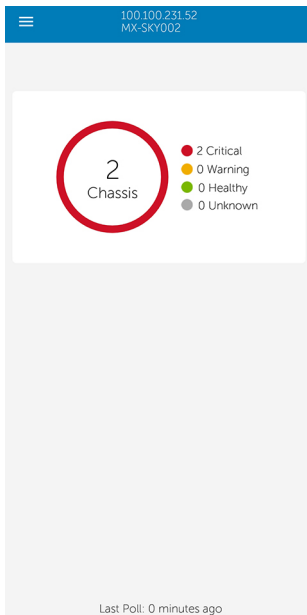 100.100.231.52
MX-SKY002
2
Chassis
2 Critical
0 Warning
0 Healthy
0 Unknown
Last Poll: 0 minutes ago